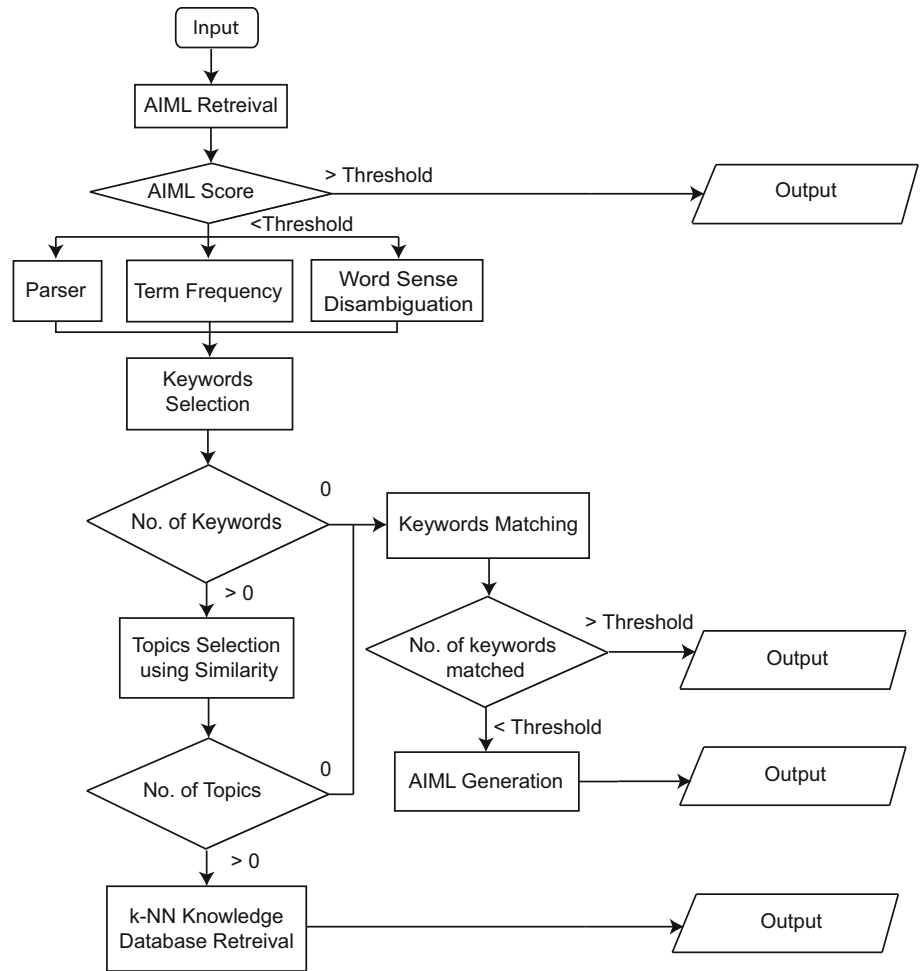 Input
AIML Retreival
AIML Score
> Threshold
Output
<Threshold
Parser
Term Frequency
Word Sense
Disambiguation
Keywords
Selection
No. of Keywords
0
Keywords Matching
> 0
Topics Selection
using Similarity
No. of keywords
matched
> Threshold
Output
< Threshold
No. of Topics
0
AIML Generation
Output
> 0
k-NN Knowledge
Database Retreival
Output